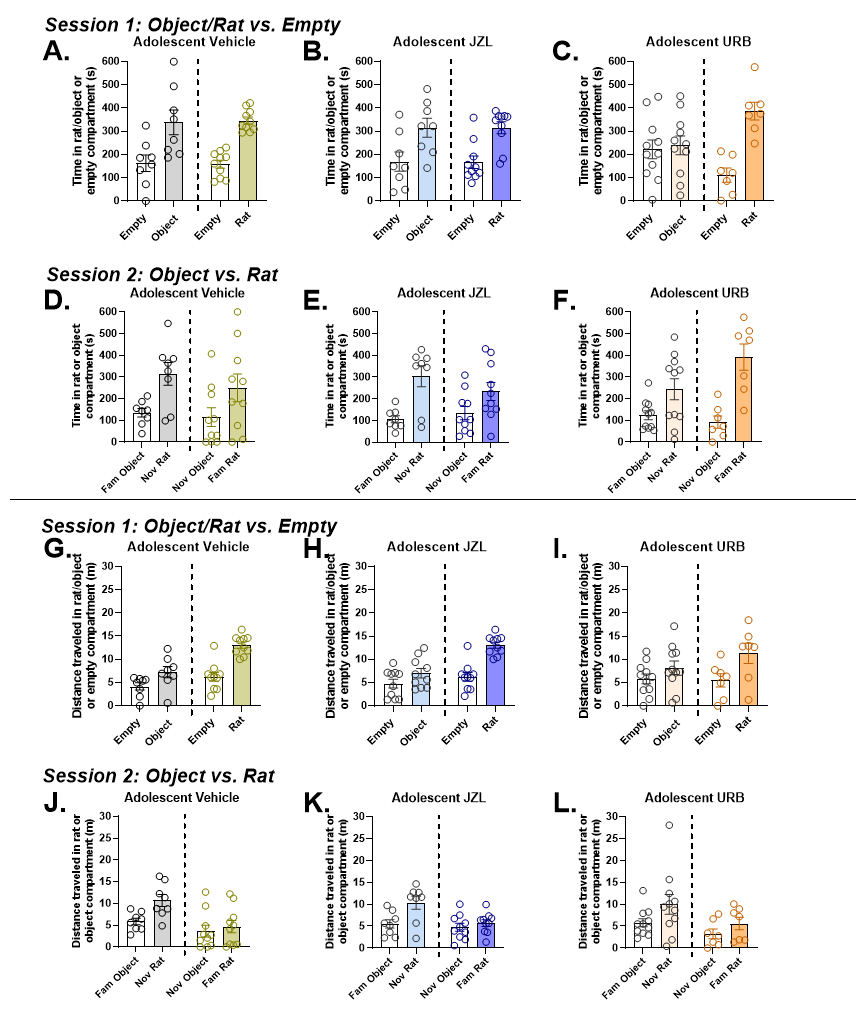 Session 1: Object/Rat vs. Empty
A.
Adolescent Vehicle
Time in rat/object or
empty compartment (s)
600
500
400
300
200
100
0
Empty
Object
Empty
Rat
B.
Adolescent JZL
Time in rat/object or
empty compartment (s)
600
500
400
300
200
100
0
Empty
Object
Empty
Rat
C.
Adolescent URB
Time in rat/object or
empty compartment (s)
600
500
400
300
200
100
0
Empty
Object
Empty
Rat
Session 2: Object vs. Rat
D.
Adolescent Vehicle
Time in rat or object
compartment (s)
600
500
400
300
200
100
0
Fam Object
Nov Rat
Nov Object
Fam Rat
E.
Adolescent JZL
Time in rat or object
compartment (s)
600
500
400
300
200
100
0
Fam Object
Nov Rat
Nov Object
Fam Rat
F.
Adolescent URB
Time in rat or object
compartment (s)
600
500
400
300
200
100
0
Fam Object
Nov Rat
Nov Object
Fam Rat
Session 1: Object/Rat vs. Empty
G.
Adolescent Vehicle
Distance traveled in rat/object
or empty compartment (m)
30
25
20
15
10
5
0
Empty
Object
Empty
Rat
H.
Adolescent JZL
Distance traveled in rat/object
or empty compartment (m)
30
25
20
15
10
5
0
Empty
Object
Empty
Rat
I.
Adolescent URB
Distance traveled in rat/object
or empty compartment (m)
30
25
20
15
10
5
0
Empty
Object
Empty
Rat
Session 2: Object vs. Rat
J.
Adolescent Vehicle
Distance traveled in rat or
object compartment (m)
30
25
20
15
10
5
0
Fam Object
Nov Rat
Nov Object
Fam Rat
K.
Adolescent JZL
Distance traveled in rat or
object compartment (m)
30
25
20
15
10
5
0
Fam Object
Nov Rat
Nov Object
Fam Rat
L.
Adolescent URB
Distance traveled in rat or
object compartment (m)
30
25
20
15
10
5
0
Fam Object
Nov Rat
Nov Object
Fam Rat